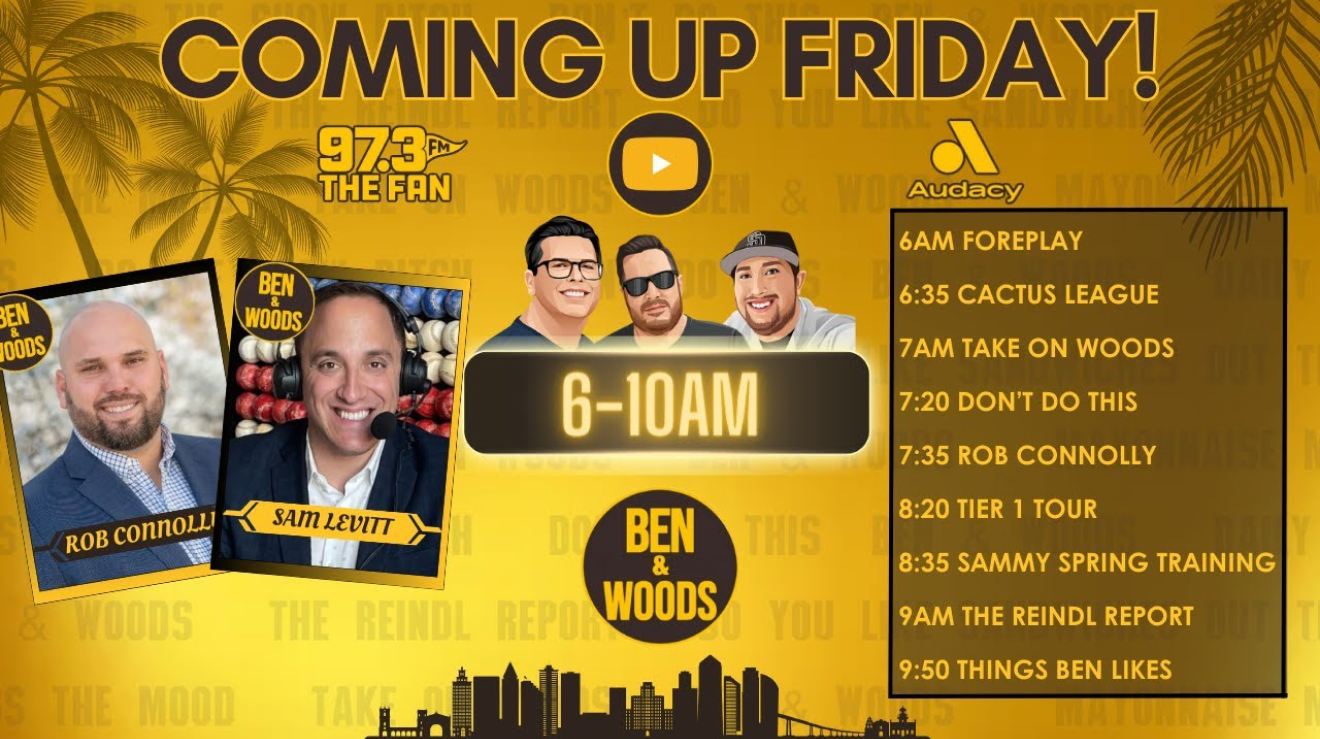 COMING UP FRIDAY!
97.3 FM
THE FAN
Audacy
BEN
&
WOODS
ROB CONNOLLY
BEN
&
WOODS
SAM LEVITT
6-10AM
BEN
&
WOODS
6AM FOREPLAY
6:35 CACTUS LEAGUE
7AM TAKE ON WOODS
7:20 DON'T DO THIS
7:35 ROB CONNOLLY
8:20 TIER 1 TOUR
8:35 SAMMY SPRING TRAINING
9AM THE REINDL REPORT
9:50 THINGS BEN LIKES